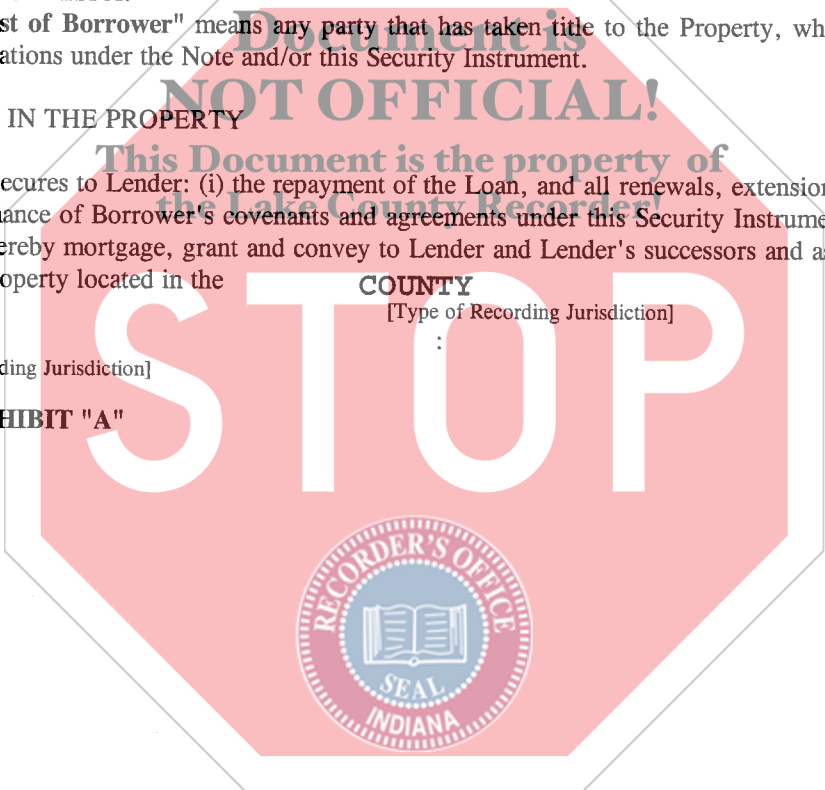 st of Borrower" means any party that has taken title to the Property, wh
Document is
ations under the Note and/or this Security Instrument.
NOT OFFICIAL!
IN THE PROPERTY
This Document is the property of
ecures to Lender: (i) the repayment of the Loan, and all renewals, extension
the Lake County Recorder!
ance of Borrower's covenants and agreements under this Security Instrume
ereby mortgage, grant and convey to Lender and Lender's successors and as
operty located in the COUNTY
[Type of Recording Jurisdiction]
:
ding Jurisdiction]
HIBIT "A"
STOP
RECORDER'S OFFICE
SEAL
INDIANA